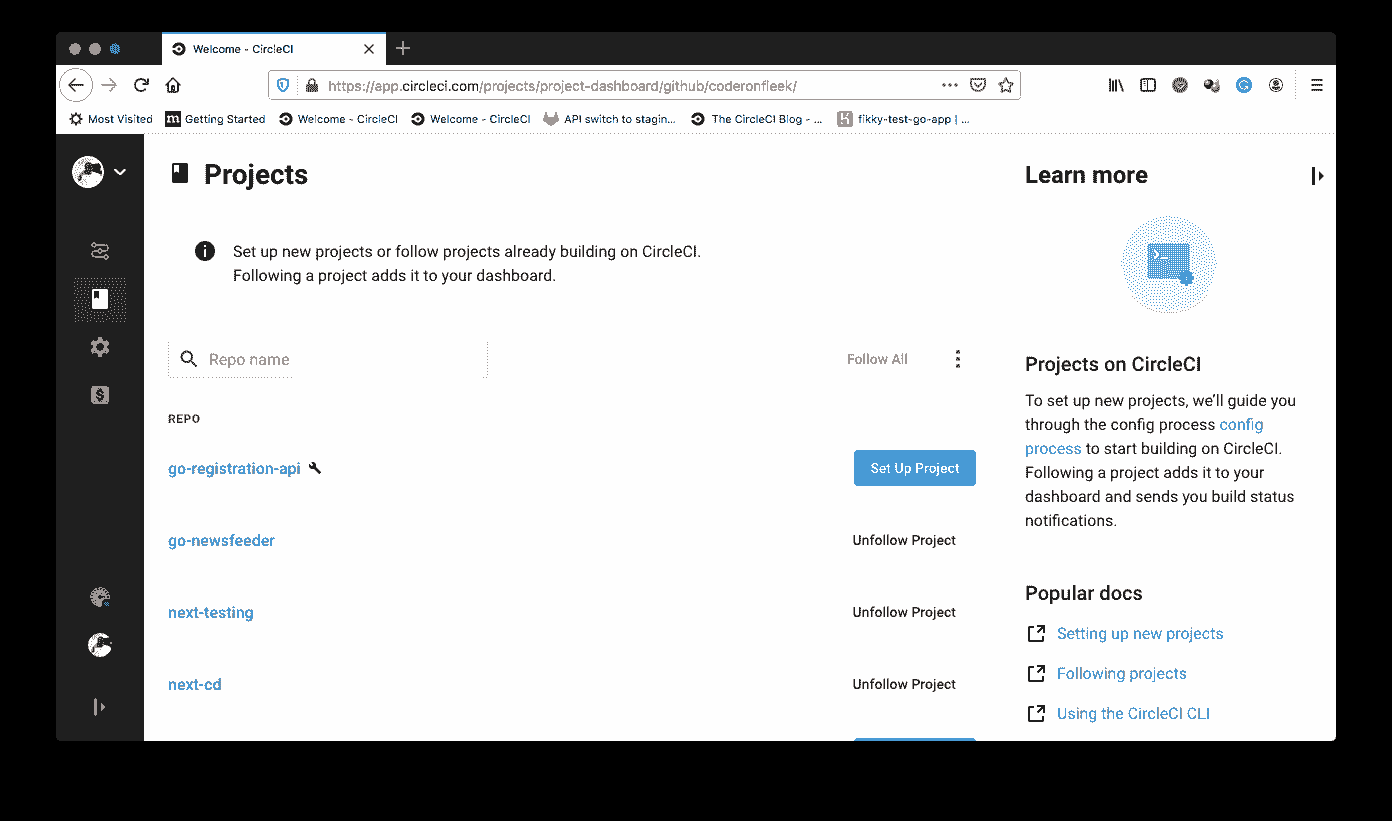 Welcome - CircleCI
https://app.circleci.com/projects/project-dashboard/github/coderonfleek/
Most Visited
m Getting Started
Welcome - CircleCI
Welcome - CircleCI
API switch to stagin...
The CircleCI Blog - ...
fikky-test-go-app | ...
Projects
Set up new projects or follow projects already building on CircleCI.
Following a project adds it to your dashboard.
Repo name
Follow All
REPO
go-registration-api
Set Up Project
go-newsfeeder
Unfollow Project
next-testing
Unfollow Project
next-cd
Unfollow Project
Learn more
Projects on CircleCI
To set up new projects, we’ll guide you
through the config process config
process to start building on CircleCI.
Following a project adds it to your
dashboard and sends you build status
notifications.
Popular docs
Setting up new projects
Following projects
Using the CircleCI CLI